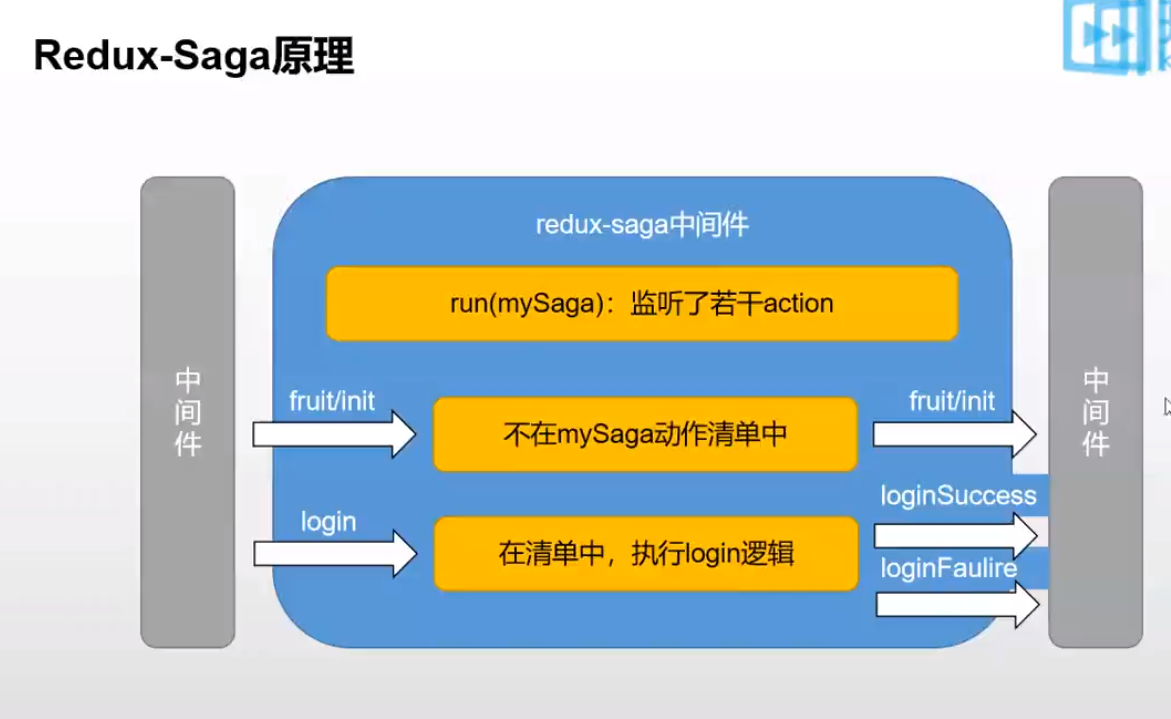 Redux-Saga原理
redux-saga中间件
run(mySaga)：监听了若干action
中间件
fruit/init
不在mySaga动作清单中
fruit/init
中间件
login
在清单中，执行login逻辑
loginSuccess
loginFaulire